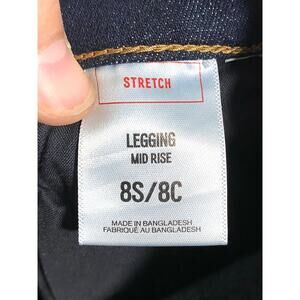 STRETCH
LEGGING
MID RISE
8S/8C
MADE IN BANGLADESH
FABRIQUÉ AU BANGLADESH